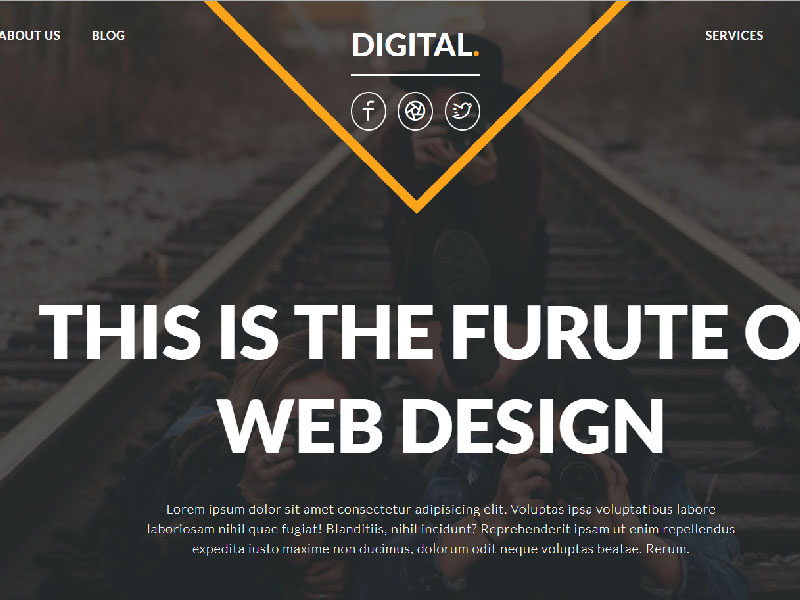 ABOUT US BLOG DIGITAL. SERVICES
THIS IS THE FURUTE O
WEB DESIGN
Lorem ipsum dolor sit amet consectetur adipisicing elit. Voluptas ipsa voluptatibus labore
laboriosam nihil quae fugiat! Blanditiis, nihil incidunt? Reprehenderit ipsam ut enim repellendus
expedita iusto maxime non ducimus, dolorum odit neque voluptas beatae. Rerum.